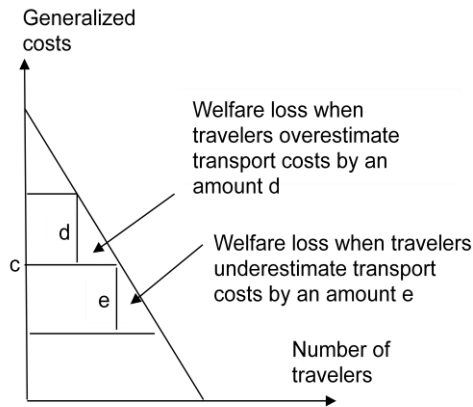 Generalized
costs
Welfare loss when
travelers overestimate
transport costs by an
amount d
d
Welfare loss when travelers
underestimate transport
costs by an amount e
c
e
Number of
travelers